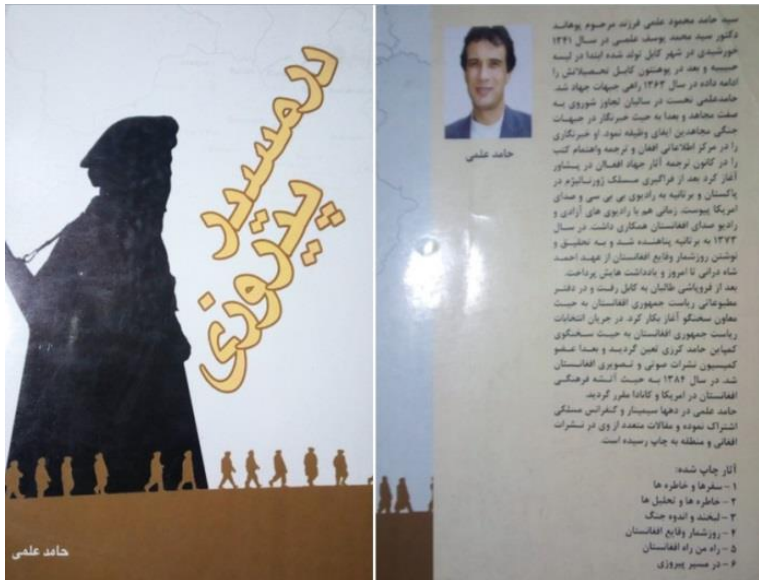 در مسیر
پیروزی
حامد علمی
حامد علمی
سید حامد محمود علمی فرزند مرحوم پوهاند
دکتور سید محمد یوسف علمی در سال ۱۳۴۱
خورشیدی در شهر کابل تولد شده ابتدا در لیسه
حبیبیه و بعد در پوهنتون کابل تحصیلاتش را
ادامه داده در سال ۱۳۶۳ راهی جبهات جهاد شد.
حامدعلمی نخست در سالیان تجاوز شوروی به
صفت مجاهد و بعدا به حیث خبرنگار در جبهات
جنگی مجاهدین ایفای وظیفه نمود. او خبرنگاری
را در مرکز اطلاعاتی افغان و ترجمه واهتمام کتب
را در کانون ترجمه آثار جهاد افغان در پشاور
آغاز کرد بعد از فراگیری مسلک ژورنالیزم در
پاکستان و برتانیه به رادیوی بی بی سی و صدای
امریکا پیوست. زمانی هم با رادیو های آزادی و
رادیو صدای افغانستان همکاری داشت. در سال
۱۳۷۳ به برتانیه پناهنده شد و به تحقیق و
نوشتن روزشمار وقایع افغانستان از عهد احمد
شاه درانی تا امروز و یادداشت هایش پرداخت.
بعد از فروپاشی طالبان به کابل رفت و در دفتر
مطبوعاتی ریاست جمهوری افغانستان به حیث
معاون سخنگو آغاز بکار کرد. در جریان انتخابات
ریاست جمهوری افغانستان به حیث سخنگوی
کمپاین حامد کرزی تعین گردید و بعدا عضو
کمیسیون نشرات صوتی و تصویری افغانستان
شد. در سال ۱۳۸۶ به حیث آتشه فرهنگی
افغانستان در امریکا و کانادا مقرر گردید.
حامد علمی در دهها سیمینار و کنفرانس مسلکی
اشتراک نموده و مقالات متعدد از وی در نشرات
افغانی و منطقه به چاپ رسیده است.
آثار چاپ شده:
۱- سفرها و خاطره ها
۲- خاطره ها و تحلیل ها
۳- لبخند و اندوه جنگ
۴- روزشمار وقایع افغانستان
۵- راه من راه افغانستان
۶- در مسیر پیروزی